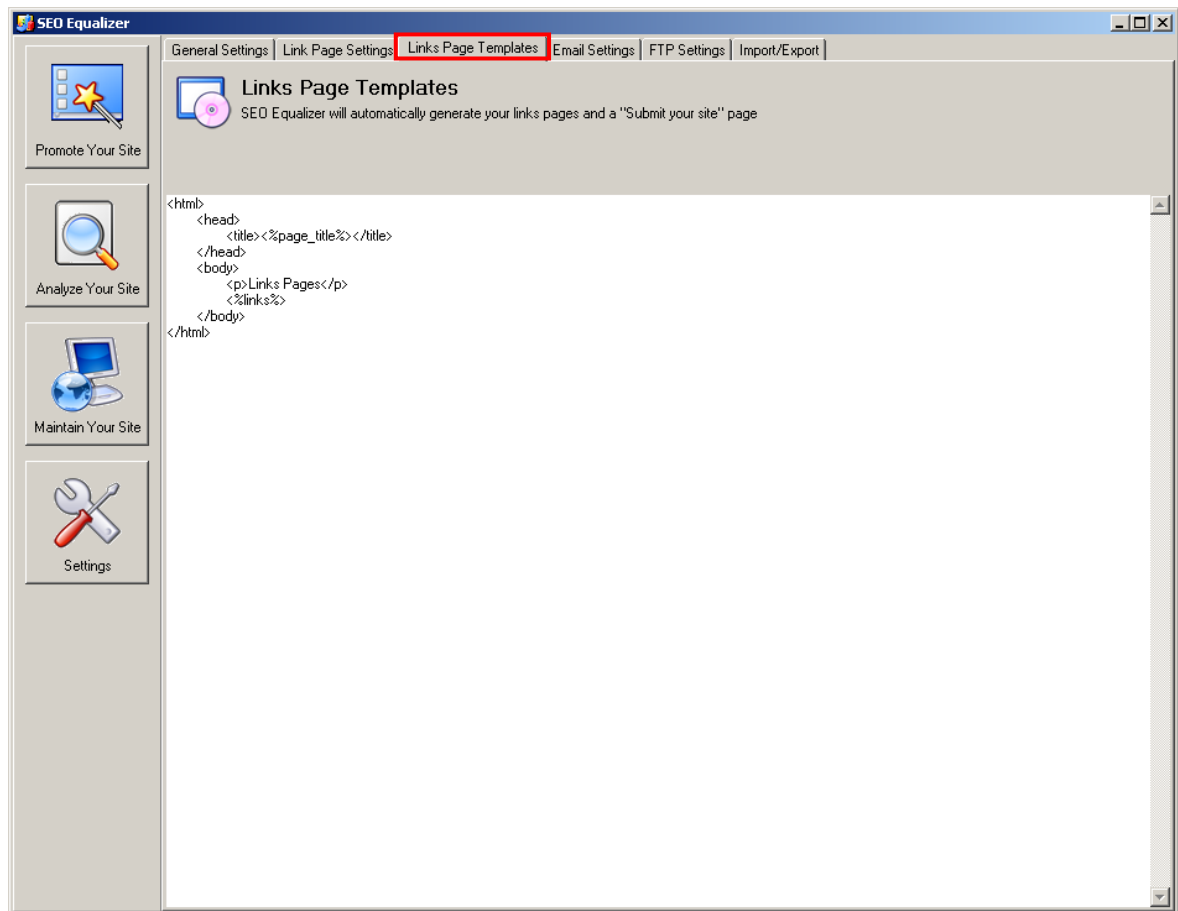 SEO Equalizer
General Settings Link Page Settings Links Page Templates Email Settings FTP Settings Import/Export
Links Page Templates
SEO Equalizer will automatically generate your links pages and a "Submit your site" page
Promote Your Site
Analyze Your Site
Maintain Your Site
Settings
<html>
<head>
<title><%page_title%></title>
</head>
<body>
<p>Links Pages</p>
<%links%>
</body>
</html>